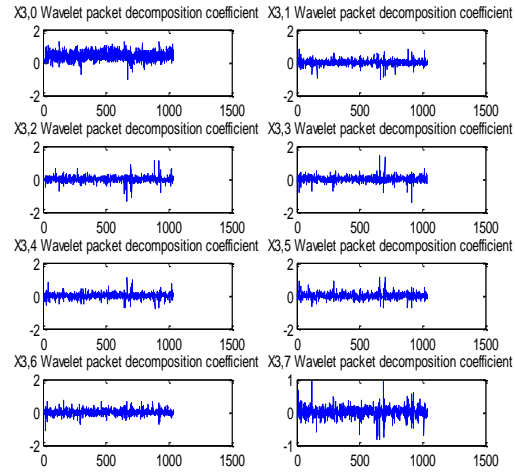 X3,0 Wavelet packet decomposition coefficient X3,1 Wavelet packet decomposition coefficient
2 2
0 0
-2 -2
0 500 1000 1500 0 500 1000 1500
X3,2 Wavelet packet decomposition coefficient X3,3 Wavelet packet decomposition coefficient
2 2
0 0
-2 -2
0 500 1000 1500 0 500 1000 1500
X3,4 Wavelet packet decomposition coefficient X3,5 Wavelet packet decomposition coefficient
2 2
0 0
-2 -2
0 500 1000 1500 0 500 1000 1500
X3,6 Wavelet packet decomposition coefficient X3,7 Wavelet packet decomposition coefficient
2 1
0 0
-2 -1
0 500 1000 1500 0 500 1000 1500